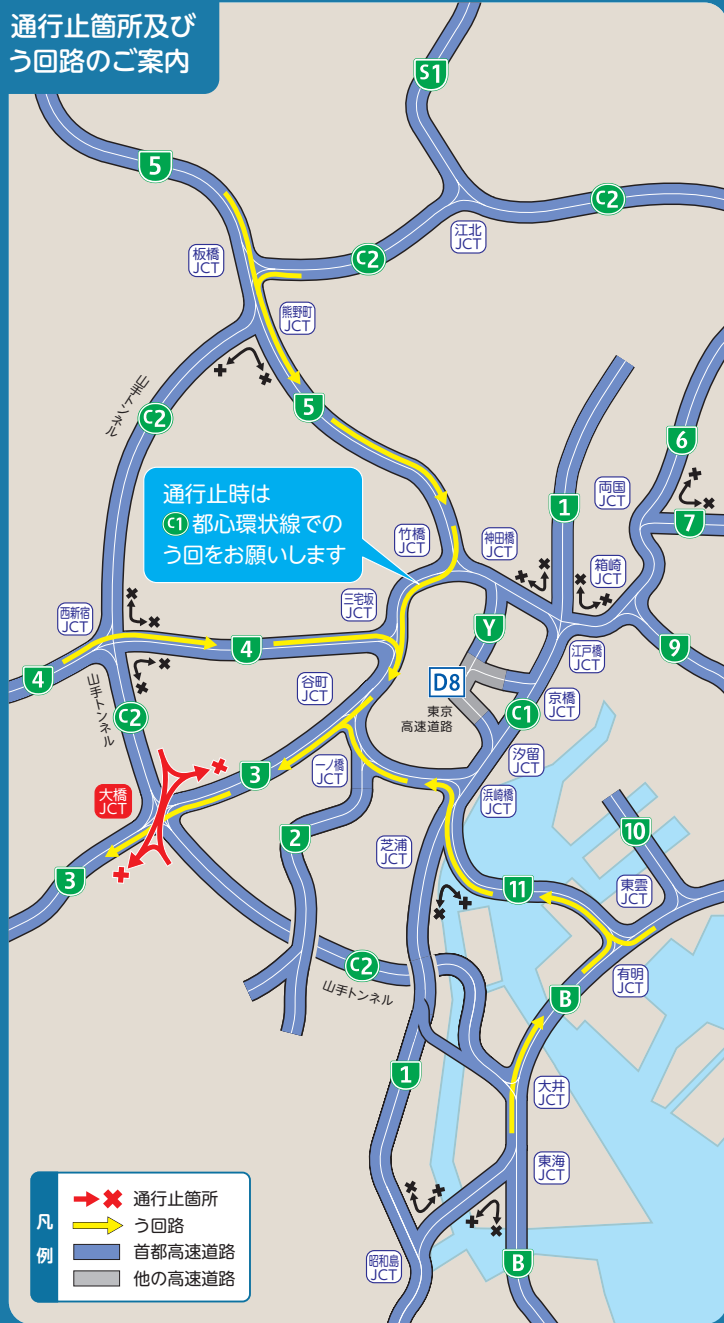 通行止箇所及び
う回路のご案内
S1
5
C2
江北
JCT
板橋
JCT
C2
熊野町
JCT
山手トンネル
C2
5
6
両国
JCT
7
1
通行止時は
C1 都心環状線での
う回をお願いします
竹橋
JCT
神田橋
JCT
箱崎
JCT
三宅坂
JCT
西新宿
JCT
Y
江戸橋
JCT
9
4
4
谷町
JCT
D8
東京
高速道路
京橋
JCT
C1
山手トンネル
C2
汐留
JCT
一ノ橋
JCT
3
浜崎橋
JCT
大橋
JCT
2
芝浦
JCT
10
3
11
東雲
JCT
C2
山手トンネル
有明
JCT
B
1
大井
JCT
東海
JCT
昭和島
JCT
B
凡例
通行止箇所
う回路
首都高速道路
他の高速道路